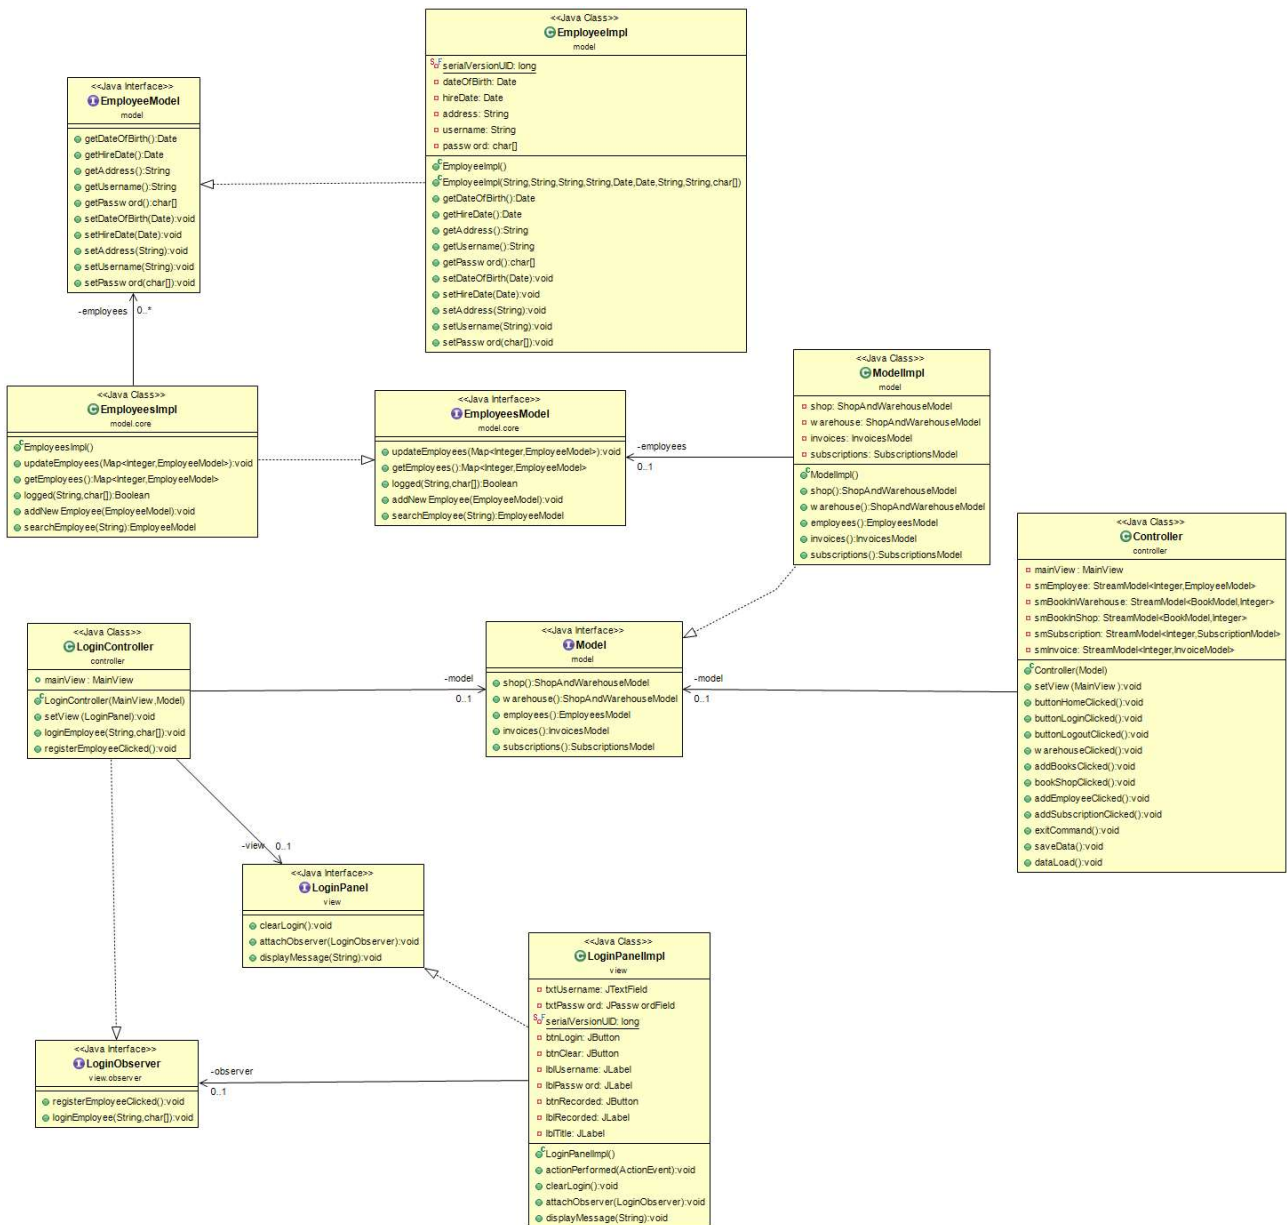 <<Java Class>>
EmployeeImpl
model
serialVersionUID: long
dateOfBirth: Date
hireDate: Date
address: String
username: String
password: char[]
EmployeeImpl()
EmployeeImpl(String,String,String,String,Date,Date,String,String,char[])
getDateOfBirth():Date
getHireDate():Date
getAddress():String
getUsername():String
getPassword():char[]
setDateOfBirth(Date):void
setHireDate(Date):void
setAddress(String):void
setUsername(String):void
setPassword(char[]):void
<<Java Interface>>
EmployeeModel
model
getDateOfBirth():Date
getHireDate():Date
getAddress():String
getUsername():String
getPassword():char[]
setDateOfBirth(Date):void
setHireDate(Date):void
setAddress(String):void
setUsername(String):void
setPassword(char[]):void
-employees 0..*
<<Java Class>>
EmployeesImpl
model.core
EmployeesImpl()
updateEmployees(Map<Integer,EmployeeModel>):void
getEmployees():Map<Integer,EmployeeModel>
logged(String,char[]):Boolean
addNewEmployee(EmployeeModel):void
searchEmployee(String):EmployeeModel
<<Java Interface>>
EmployeesModel
model.core
updateEmployees(Map<Integer,EmployeeModel>):void
getEmployees():Map<Integer,EmployeeModel>
logged(String,char[]):Boolean
addNewEmployee(EmployeeModel):void
searchEmployee(String):EmployeeModel
-employees
0..1
<<Java Class>>
ModelImpl
model
shop: ShopAndWarehouseModel
warehouse: ShopAndWarehouseModel
invoices: InvoicesModel
subscriptions: SubscriptionsModel
ModelImpl()
shop():ShopAndWarehouseModel
warehouse():ShopAndWarehouseModel
employees():EmployeesModel
invoices():InvoicesModel
subscriptions():SubscriptionsModel
<<Java Class>>
Controller
controller
mainView: MainView
smEmployee: StreamModel<Integer,EmployeeModel>
smBookInWarehouse: StreamModel<BookModel,Integer>
smBookInShop: StreamModel<BookModel,Integer>
smSubscription: StreamModel<Integer,SubscriptionModel>
smInvoice: StreamModel<Integer,InvoiceModel>
Controller(Model)
setView(MainView):void
buttonHomeClicked():void
buttonLoginClicked():void
buttonLogoutClicked():void
warehouseClicked():void
addBooksClicked():void
bookShopClicked():void
addEmployeeClicked():void
addSubscriptionClicked():void
exitCommand():void
saveData():void
dataLoad():void
<<Java Class>>
LoginController
controller
mainView: MainView
LoginController(MainView,Model)
setView(LoginPanel):void
loginEmployee(String,char[]):void
registerEmployeeClicked():void
-model
0..1
<<Java Interface>>
Model
model
shop():ShopAndWarehouseModel
warehouse():ShopAndWarehouseModel
employees():EmployeesModel
invoices():InvoicesModel
subscriptions():SubscriptionsModel
-model
0..1
-view 0..1
<<Java Interface>>
LoginPanel
view
clearLogin():void
attachObserver(LoginObserver):void
displayMessage(String):void
<<Java Class>>
LoginPanelImpl
view
txtUsername: JTextField
txtPassword: JPasswordField
serialVersionUID: long
btnLogin: JButton
btnClear: JButton
lblUsername: JLabel
lblPassword: JLabel
btnRecorded: JButton
lblRecorded: JLabel
lblTitle: JLabel
LoginPanelImpl()
actionPerformed(ActionEvent):void
clearLogin():void
attachObserver(LoginObserver):void
displayMessage(String):void
<<Java Interface>>
LoginObserver
view.observer
registerEmployeeClicked():void
loginEmployee(String,char[]):void
-observer
0..1